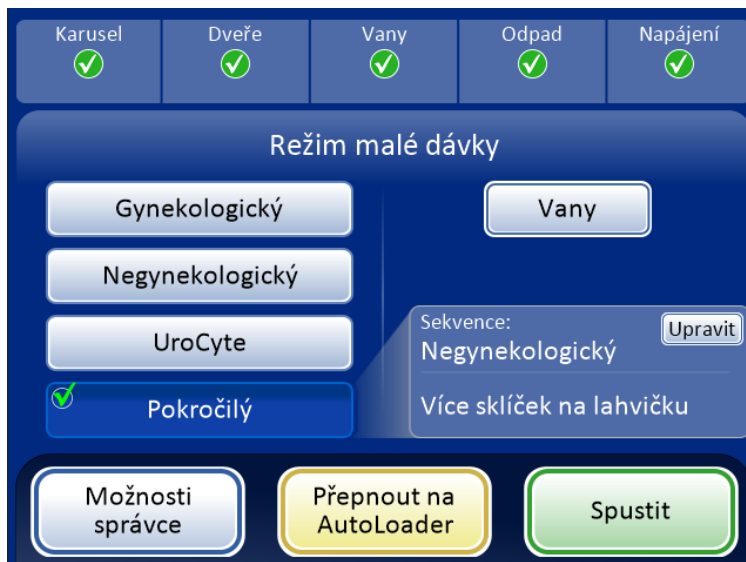 Karusel
Dveře
Vany
Odpad
Napájení
Režim malé dávky
Gynekologický
Vany
Negynekologický
UroCyte
Sekvence:
Upravit
Negynekologický
Pokročilý
Více sklíček na lahvičku
Možnosti
správce
Přepnout na
AutoLoader
Spustit